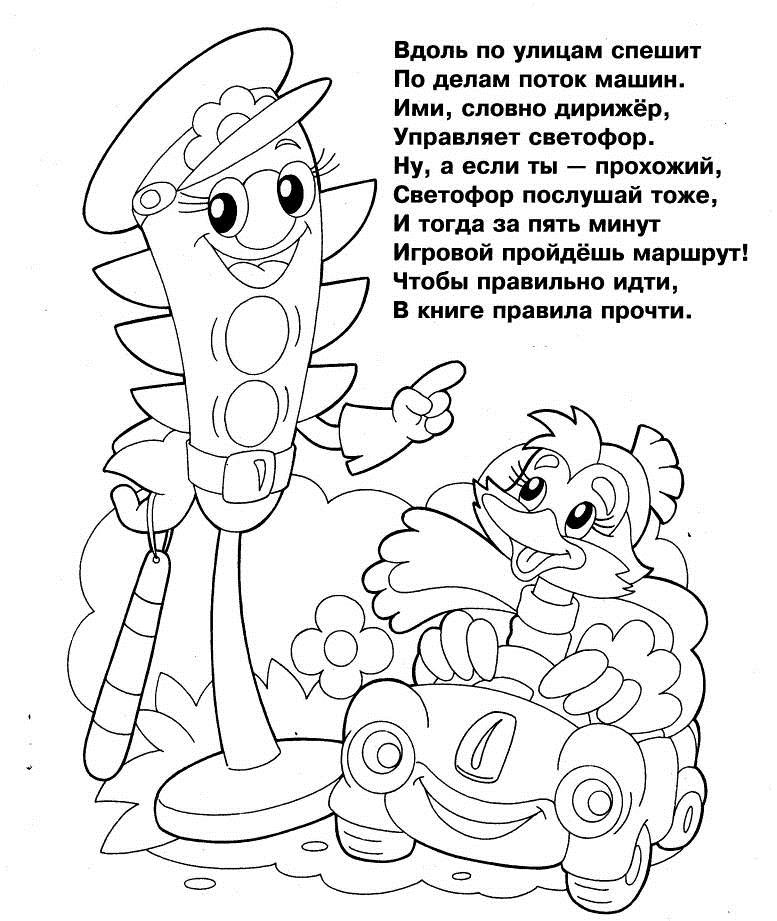 Вдоль по улицам спешит
По делам поток машин.
Ими, словно дирижёр,
Управляет светофор.
Ну, а если ты — прохожий,
Светофор послушай тоже,
И тогда за пять минут
Игровой пройдёшь маршрут!
Чтобы правильно идти,
В книге правила прочти.